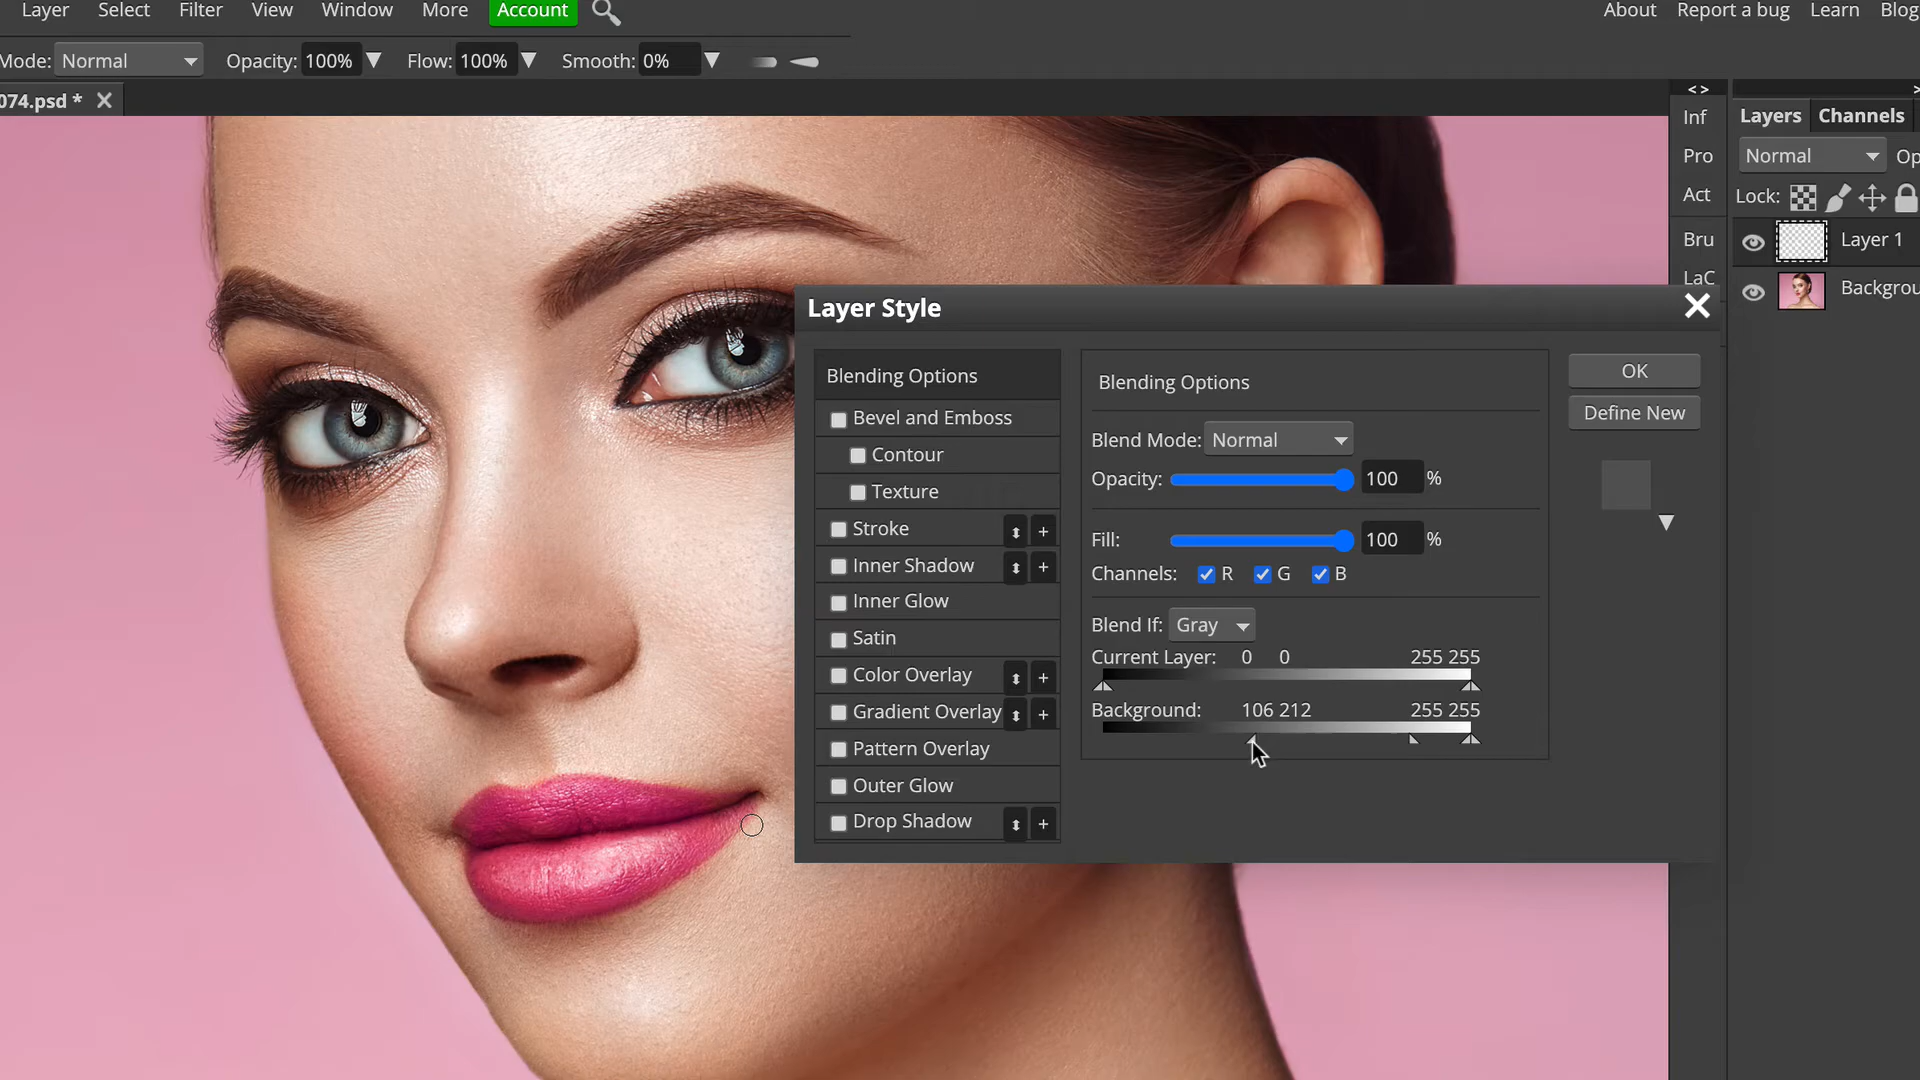 Layer Select Filter View Window More Account
About Report a bug Learn Blog
Mode: Normal Opacity: 100% Flow: 100% Smooth: 0%
074.psd *
< >
>
Inf
Pro
Act
Bru
LaC
Layers Channels
Normal Op
Lock:
Layer 1
Backgrou
Layer Style
Blending Options
Bevel and Emboss
Contour
Texture
Stroke +
Inner Shadow +
Inner Glow
Satin
Color Overlay +
Gradient Overlay +
Pattern Overlay
Outer Glow
Drop Shadow +
Blending Options
Blend Mode: Normal
Opacity: 100 %
Fill: 100 %
Channels: R G B
Blend If: Gray
Current Layer: 0 0 255 255
Background: 106 212 255 255
OK
Define New